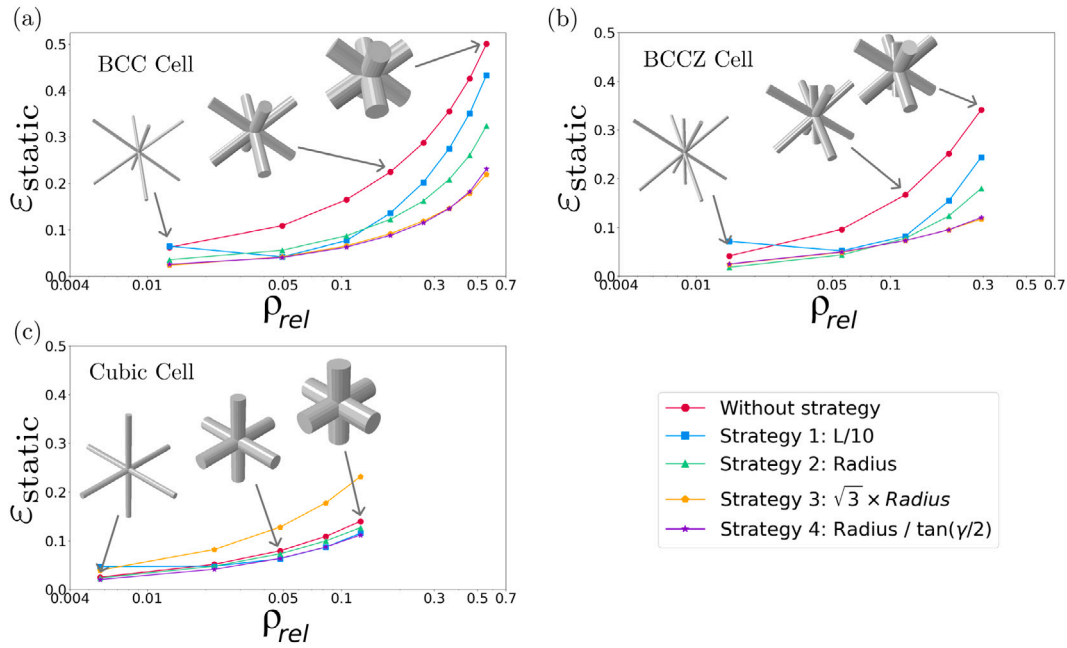 (a)
BCC Cell
0.5
0.4
0.3
0.2
0.1
0.0
ε static
0.004 0.01 0.05 0.1 0.3 0.5 0.7
ρrel
(b)
BCCZ Cell
0.5
0.4
0.3
0.2
0.1
0.0
ε static
0.004 0.01 0.05 0.1 0.3 0.5 0.7
ρrel
(c)
Cubic Cell
0.5
0.4
0.3
0.2
0.1
0.0
ε static
0.004 0.01 0.05 0.1 0.3 0.5 0.7
ρrel
Without strategy
Strategy 1: L/10
Strategy 2: Radius
Strategy 3: √3 × Radius
Strategy 4: Radius / tan(γ/2)